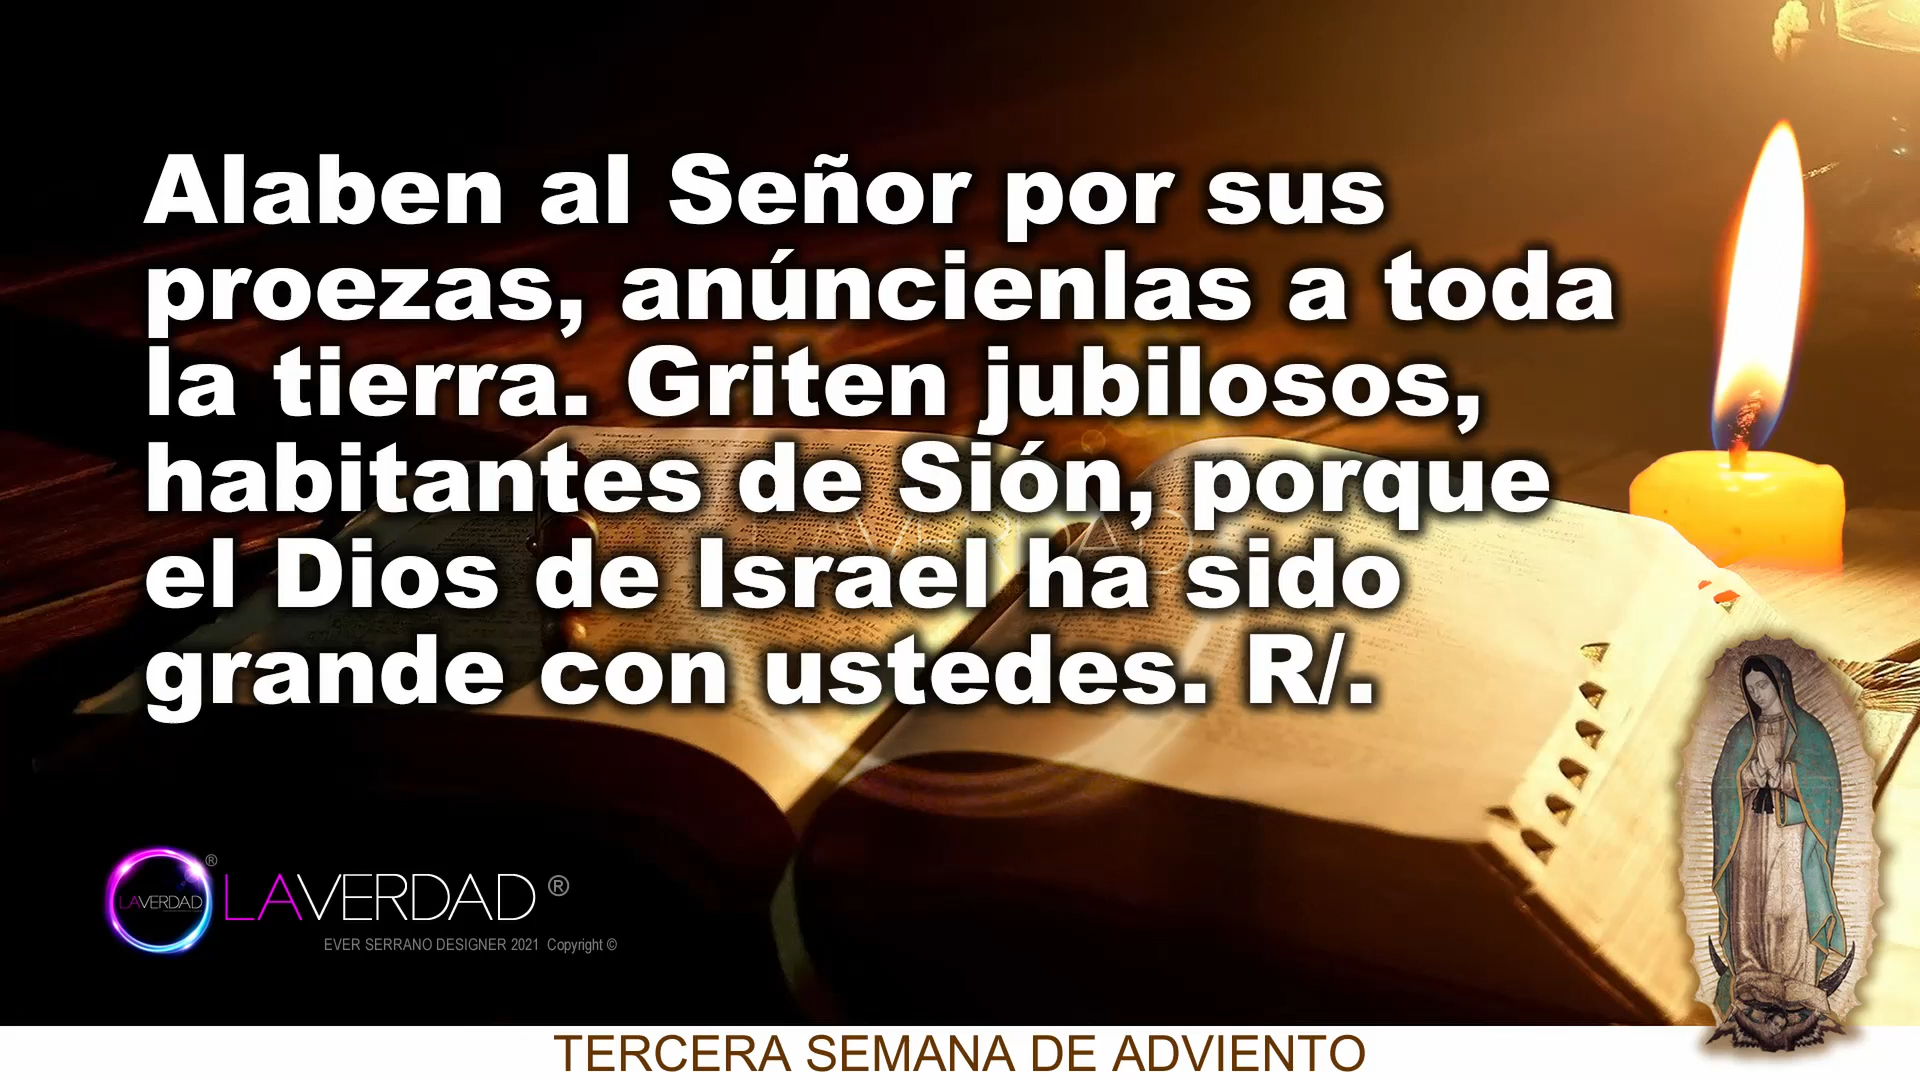 Alaben al Señor por sus
proezas, anúncienlas a toda
la tierra. Griten jubilosos,
habitantes de Sión, porque
el Dios de Israel ha sido
grande con ustedes. R/.
LAVERDAD ®
LAVERDAD ®
EVER SERRANO DESIGNER 2021 Copyright ©
TERCERA SEMANA DE ADVIENTO